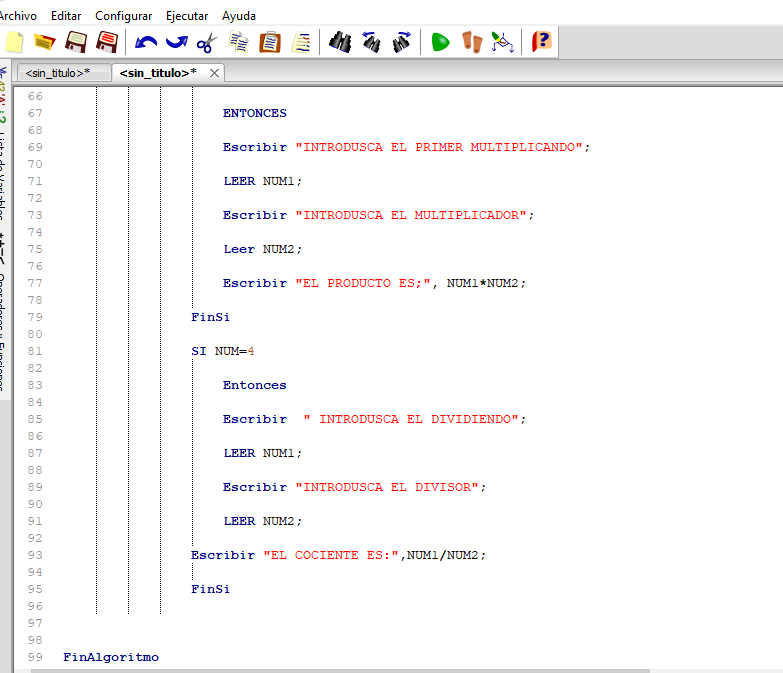 Archivo Editar Configurar Ejecutar Ayuda
<sin_titulo>* <sin_titulo>*
66
67 ENTONCES
68
69 Escribir "INTRODUSCA EL PRIMER MULTIPLICANDO";
70
71 LEER NUM1;
72
73 Escribir "INTRODUSCA EL MULTIPLICADOR";
74
75 Leer NUM2;
76
77 Escribir "EL PRODUCTO ES;", NUM1*NUM2;
78
79 FinSi
80
81 SI NUM=4
82
83 Entonces
84
85 Escribir " INTRODUSCA EL DIVIDIENDO";
86
87 LEER NUM1;
88
89 Escribir "INTRODUSCA EL DIVISOR";
90
91 LEER NUM2;
92
93 Escribir "EL COCIENTE ES:",NUM1/NUM2;
94
95 FinSi
96
97
98
99 FinAlgoritmo